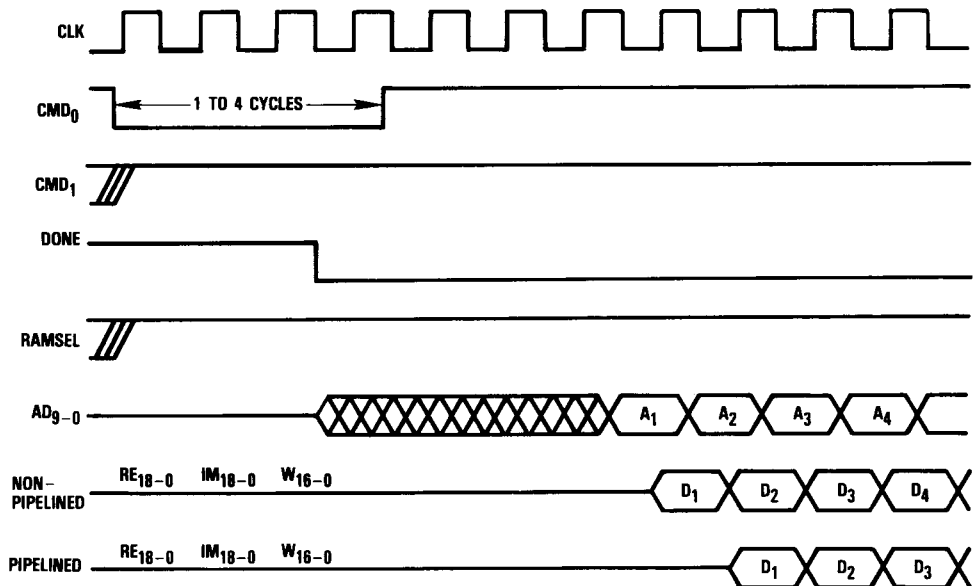 CLK
CMD0
1 TO 4 CYCLES
CMD1
DONE
RAMSEL
AD9–0
A1 A2 A3 A4
NON–
PIPELINED
RE18–0 IM18–0 W16–0
D1 D2 D3 D4
PIPELINED
RE18–0 IM18–0 W16–0
D1 D2 D3